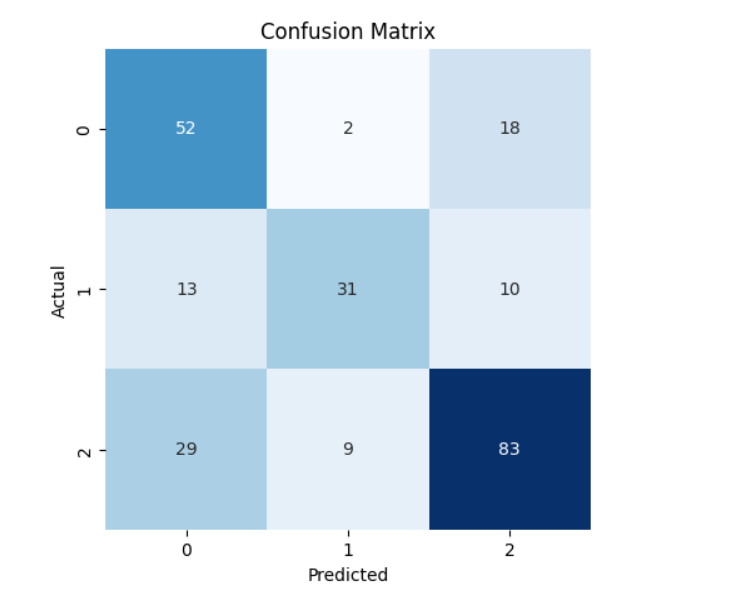 Confusion Matrix
0 52 2 18
Actual
1 13 31 10
2 29 9 83
0 1 2
Predicted